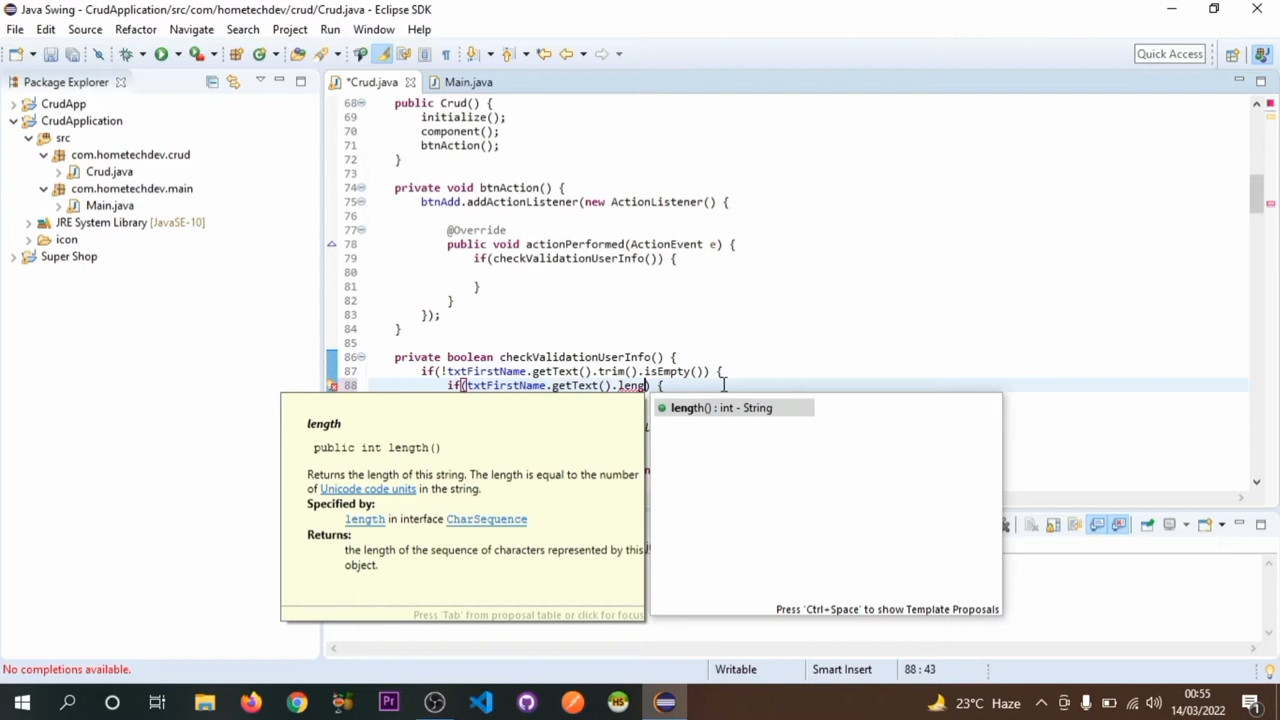 Java Swing - CrudApplication/src/com/hometechdev/crud/Crud.java - Eclipse SDK
File Edit Source Refactor Navigate Search Project Run Window Help
Quick Access
Package Explorer
*Crud.java
Main.java
CrudApp
CrudApplication
src
com.hometechdev.crud
Crud.java
com.hometechdev.main
Main.java
JRE System Library [JavaSE-10]
icon
Super Shop
68 public Crud() {
69 initialize();
70 component();
71 btnAction();
72 }
73
74 private void btnAction() {
75 btnAdd.addActionListener(new ActionListener() {
76
77 @Override
78 public void actionPerformed(ActionEvent e) {
79 if(checkValidationUserInfo()) {
80
81 }
82 }
83 });
84 }
85
86 private boolean checkValidationUserInfo() {
87 if(!txtFirstName.getText().trim().isEmpty()) {
88 if(txtFirstName.getText().leng) {
length
public int length()
Returns the length of this string. The length is equal to the number
of Unicode code units in the string.
Specified by:
length in interface CharSequence
Returns:
the length of the sequence of characters represented by this
object.
Press 'Tab' from proposal table or click for focus
length() : int - String
Press 'Ctrl+Space' to show Template Proposals
No completions available.
Writable
Smart Insert
88 : 43
Pr
HS
23°C Haze
00:55
14/03/2022
1